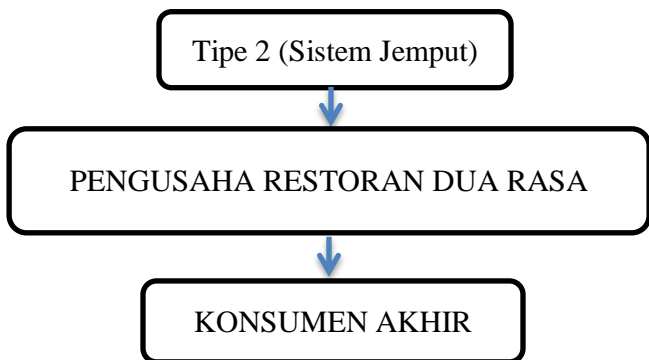 Tipe 2 (Sistem Jemput)
PENGUSAHA RESTORAN DUA RASA
KONSUMEN AKHIR